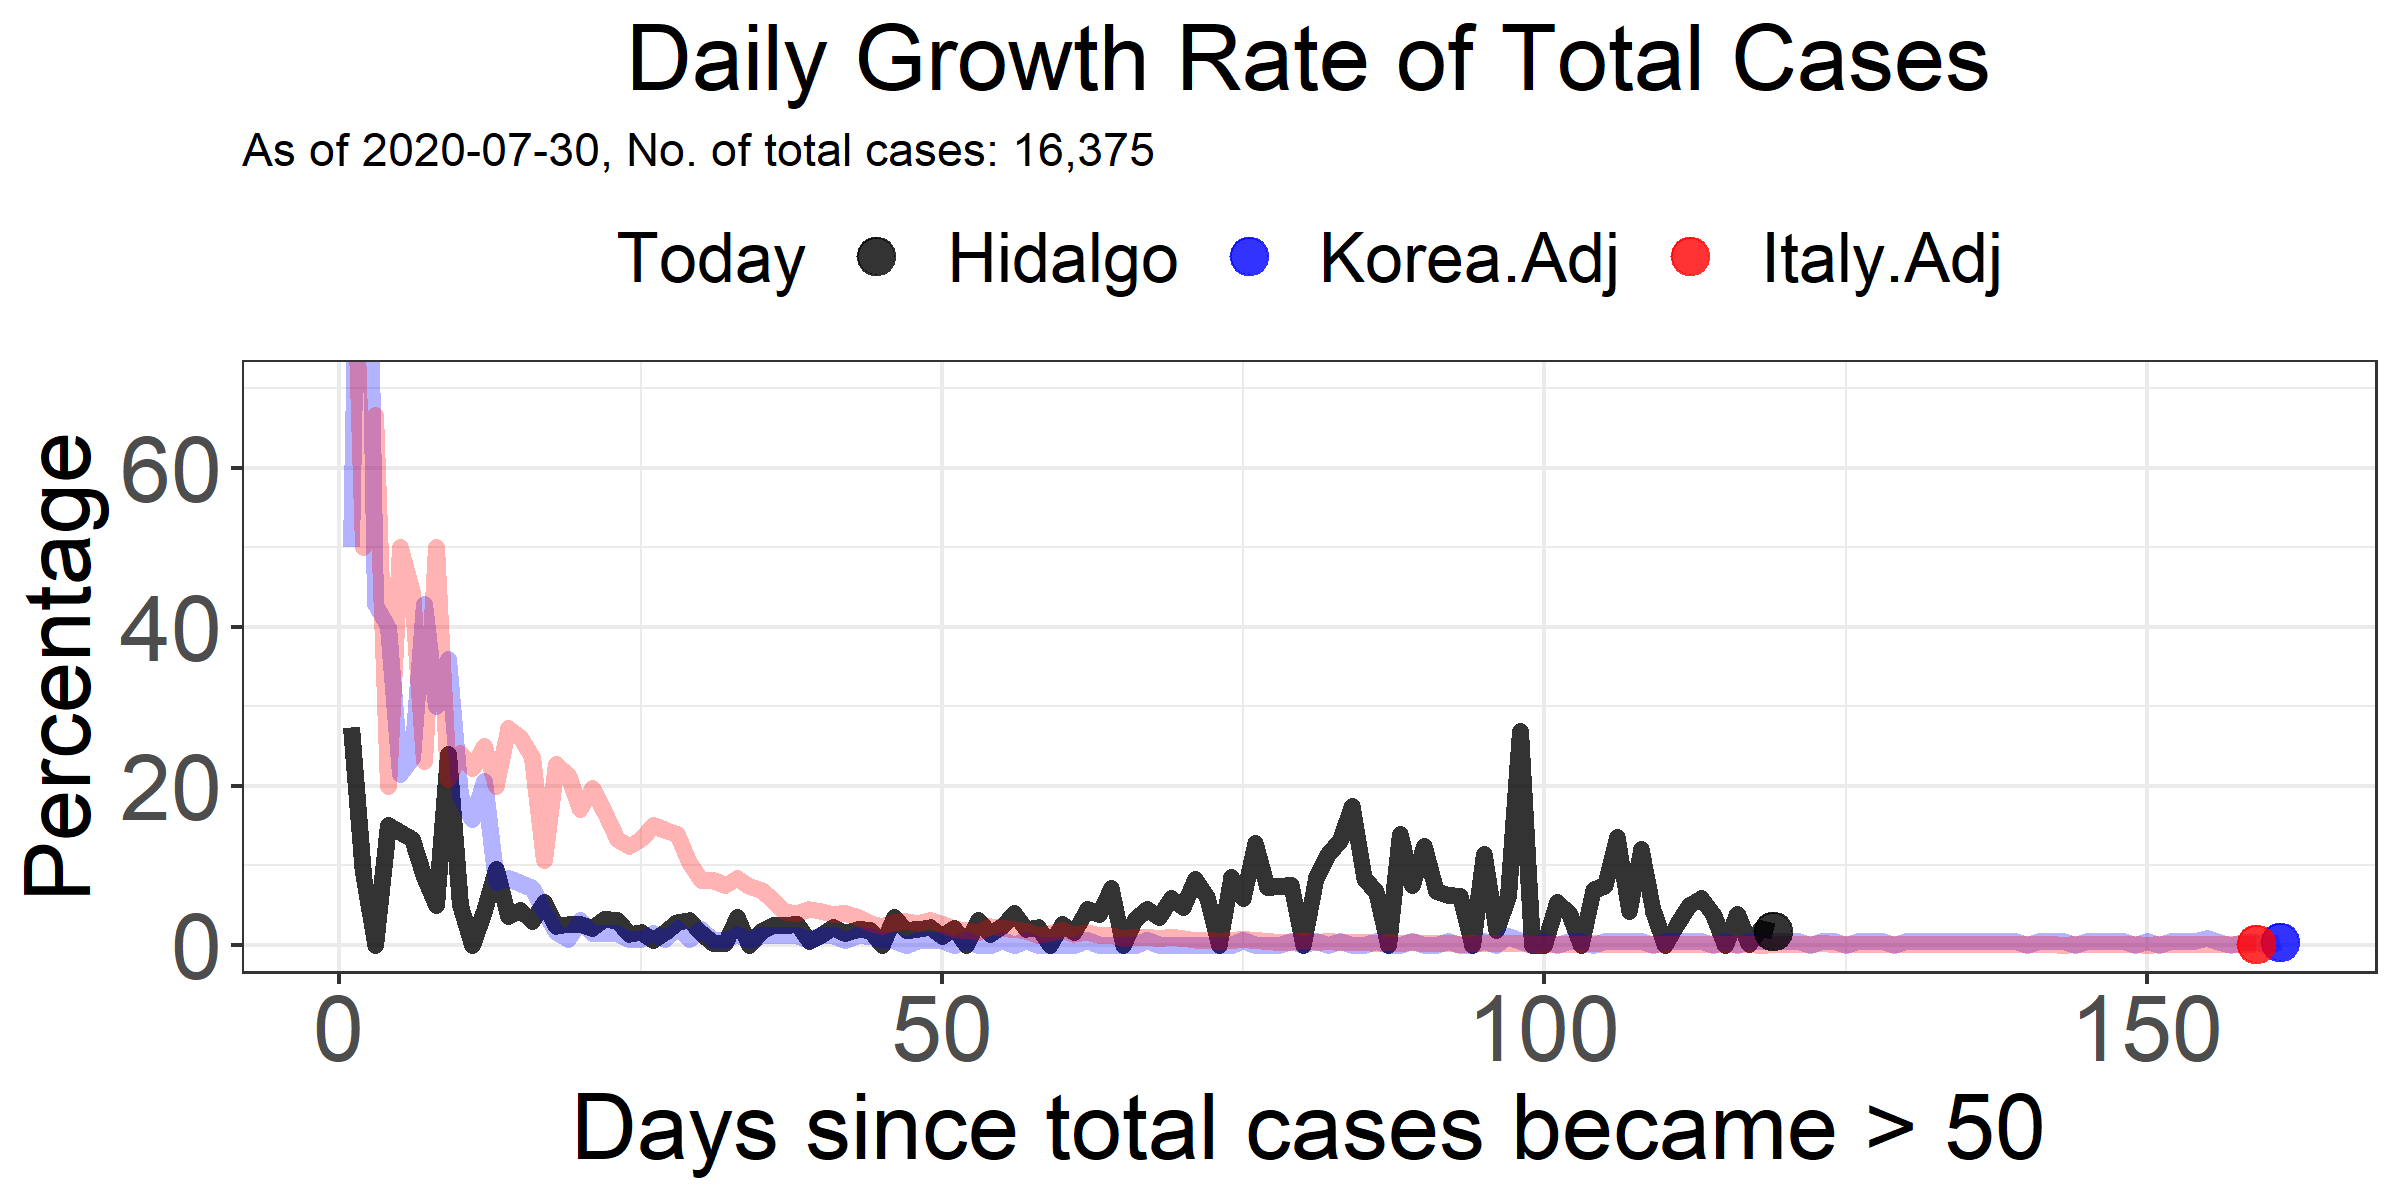 Daily Growth Rate of Total Cases
As of 2020-07-30, No. of total cases: 16,375
Today Hidalgo Korea.Adj Italy.Adj
Percentage
60
40
20
0
0 50 100 150
Days since total cases became > 50